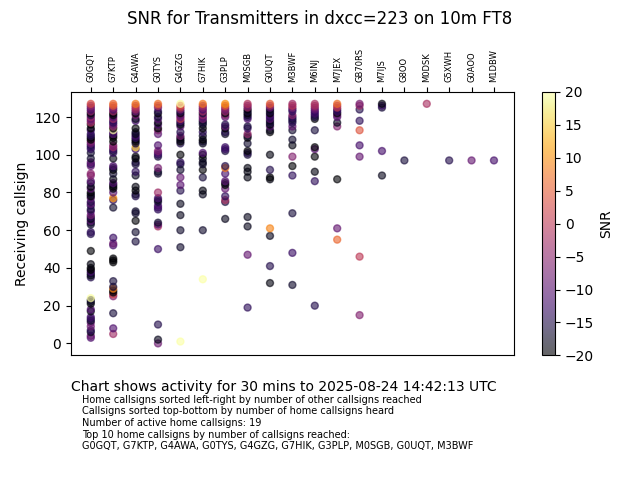 SNR for Transmitters in dxcc=223 on 10m FT8
G0GQT G7KTP G4AWA G0TYS G4GZG G7HIK G3PLP M0SGB G0UQT M3BWF M6INJ M7JEX GB70RS M7IJS G8OO M0DSK G5XWH G0AOO M1DBW
Receiving callsign
120
100
80
60
40
20
0
20
15
10
5
0
−5
−10
−15
−20
SNR
Chart shows activity for 30 mins to 2025-08-24 14:42:13 UTC
Home callsigns sorted left-right by number of other callsigns reached
Callsigns sorted top-bottom by number of home callsigns heard
Number of active home callsigns: 19
Top 10 home callsigns by number of callsigns reached:
G0GQT, G7KTP, G4AWA, G0TYS, G4GZG, G7HIK, G3PLP, M0SGB, G0UQT, M3BWF